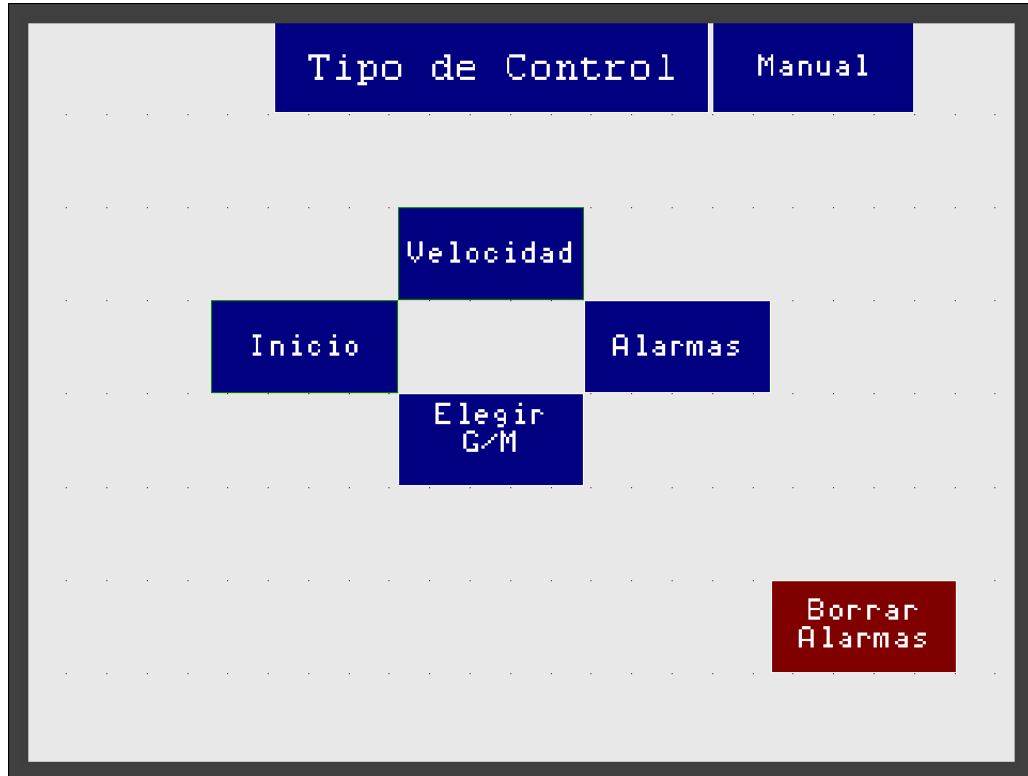 Tipo de Control
Manual
Velocidad
Inicio
Alarmas
Elegir
G/M
Borrar
Alarmas